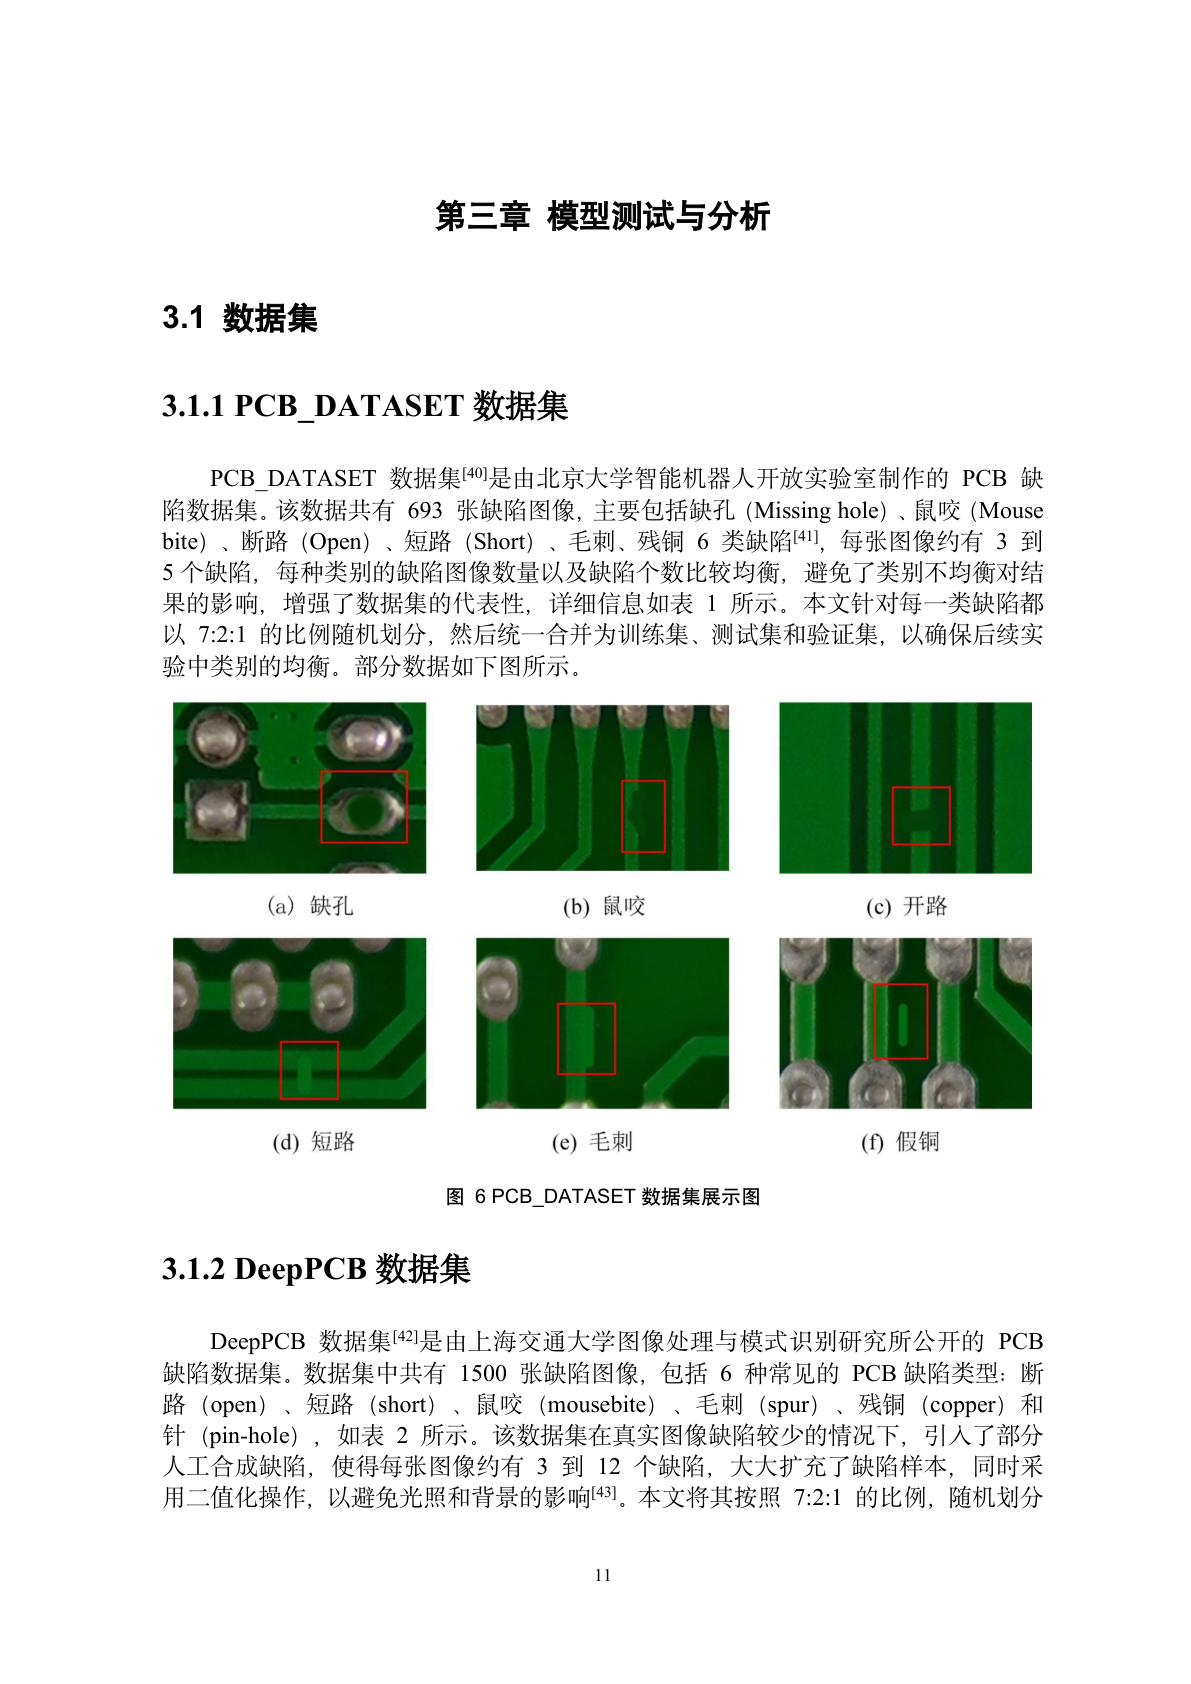 第三章 模型测试与分析
3.1 数据集
3.1.1 PCB_DATASET 数据集
PCB_DATASET 数据集[40]是由北京大学智能机器人开放实验室制作的 PCB 缺
陷数据集。该数据共有 693 张缺陷图像，主要包括缺孔（Missing hole）、鼠咬（Mouse
bite）、断路（Open）、短路（Short）、毛刺、残铜 6 类缺陷[41]，每张图像约有 3 到
5 个缺陷，每种类别的缺陷图像数量以及缺陷个数比较均衡，避免了类别不均衡对结
果的影响，增强了数据集的代表性，详细信息如表 1 所示。本文针对每一类缺陷都
以 7:2:1 的比例随机划分，然后统一合并为训练集、测试集和验证集，以确保后续实
验中类别的均衡。部分数据如下图所示。
(a) 缺孔
(b) 鼠咬
(c) 开路
(d) 短路
(e) 毛刺
(f) 假铜
图 6 PCB_DATASET 数据集展示图
3.1.2 DeepPCB 数据集
DeepPCB 数据集[42]是由上海交通大学图像处理与模式识别研究所公开的 PCB
缺陷数据集。数据集中共有 1500 张缺陷图像，包括 6 种常见的 PCB 缺陷类型：断
路（open）、短路（short）、鼠咬（mousebite）、毛刺（spur）、残铜（copper）和
针（pin-hole），如表 2 所示。该数据集在真实图像缺陷较少的情况下，引入了部分
人工合成缺陷，使得每张图像约有 3 到 12 个缺陷，大大扩充了缺陷样本，同时采
用二值化操作，以避免光照和背景的影响[43]。本文将其按照 7:2:1 的比例，随机划分
11